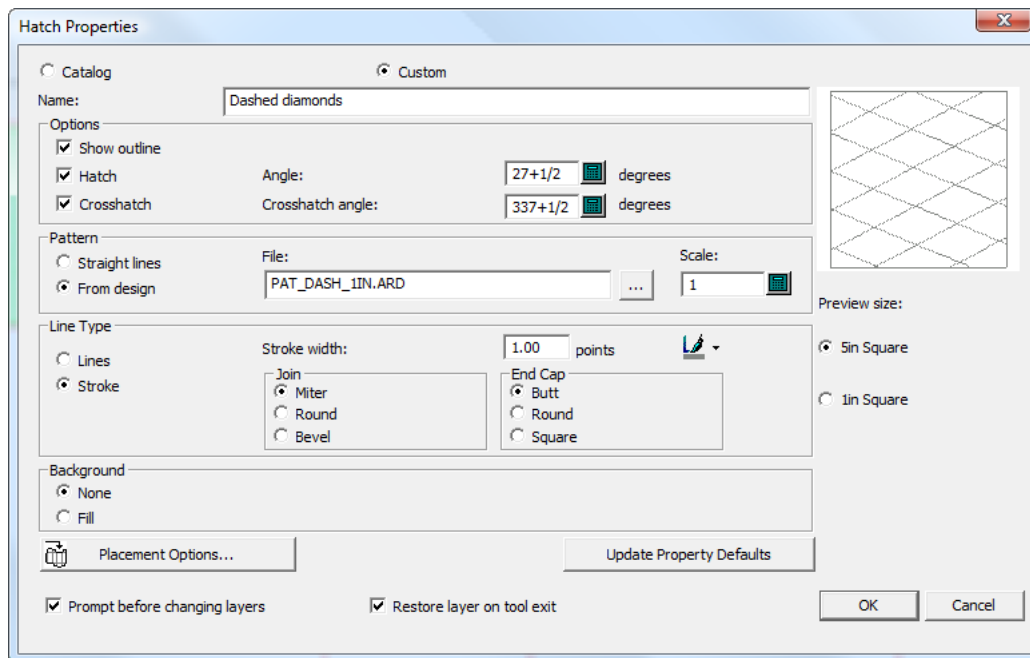 Hatch Properties
Catalog
Custom
Name:
Dashed diamonds
Options
Show outline
Hatch
Angle:
27+1/2
degrees
Crosshatch
Crosshatch angle:
337+1/2
degrees
Pattern
Straight lines
From design
File:
PAT_DASH_1IN.ARD
...
Scale:
1
Preview size:
5in Square
1in Square
Line Type
Lines
Stroke
Stroke width:
1.00
points
Join
Miter
Round
Bevel
End Cap
Butt
Round
Square
Background
None
Fill
Placement Options...
Update Property Defaults
Prompt before changing layers
Restore layer on tool exit
OK
Cancel